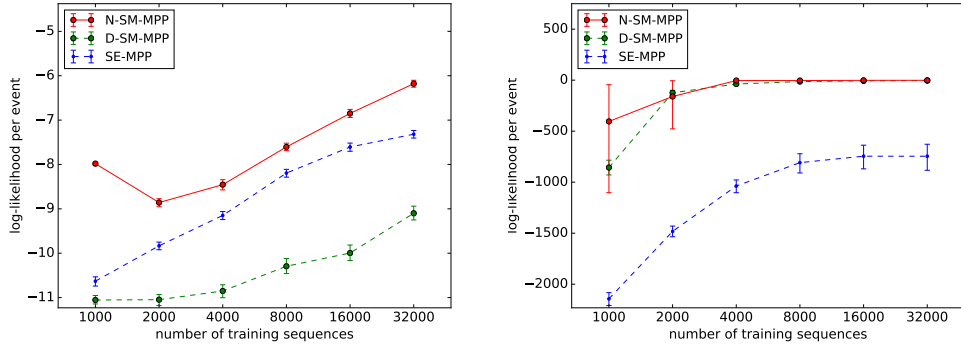 N-SM-MPP
D-SM-MPP
SE-MPP
−5
−6
−7
−8
−9
−10
−11
log-likelihood per event
1000 2000 4000 8000 16000 32000
number of training sequences
N-SM-MPP
D-SM-MPP
SE-MPP
0
−500
−1000
−1500
−2000
log-likelihood per event
1000 2000 4000 8000 16000 32000
number of training sequences